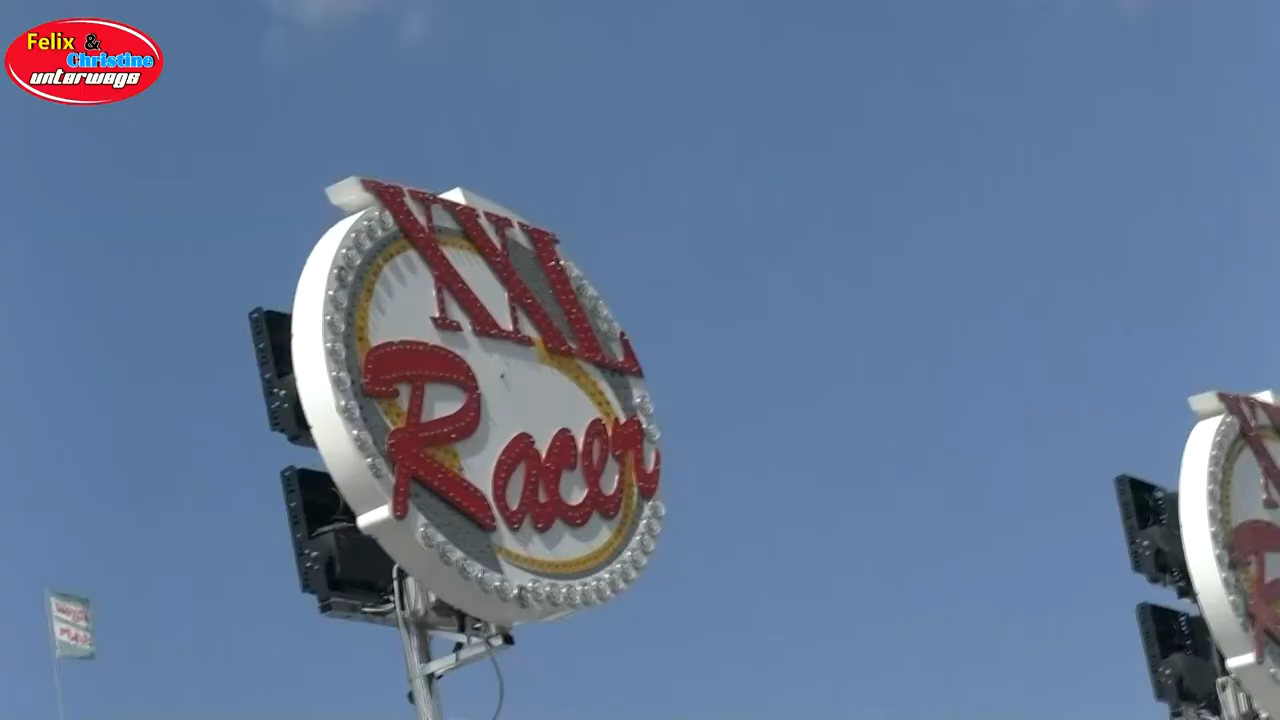 Felix &
Christine
unterwegs
XXL
Racer